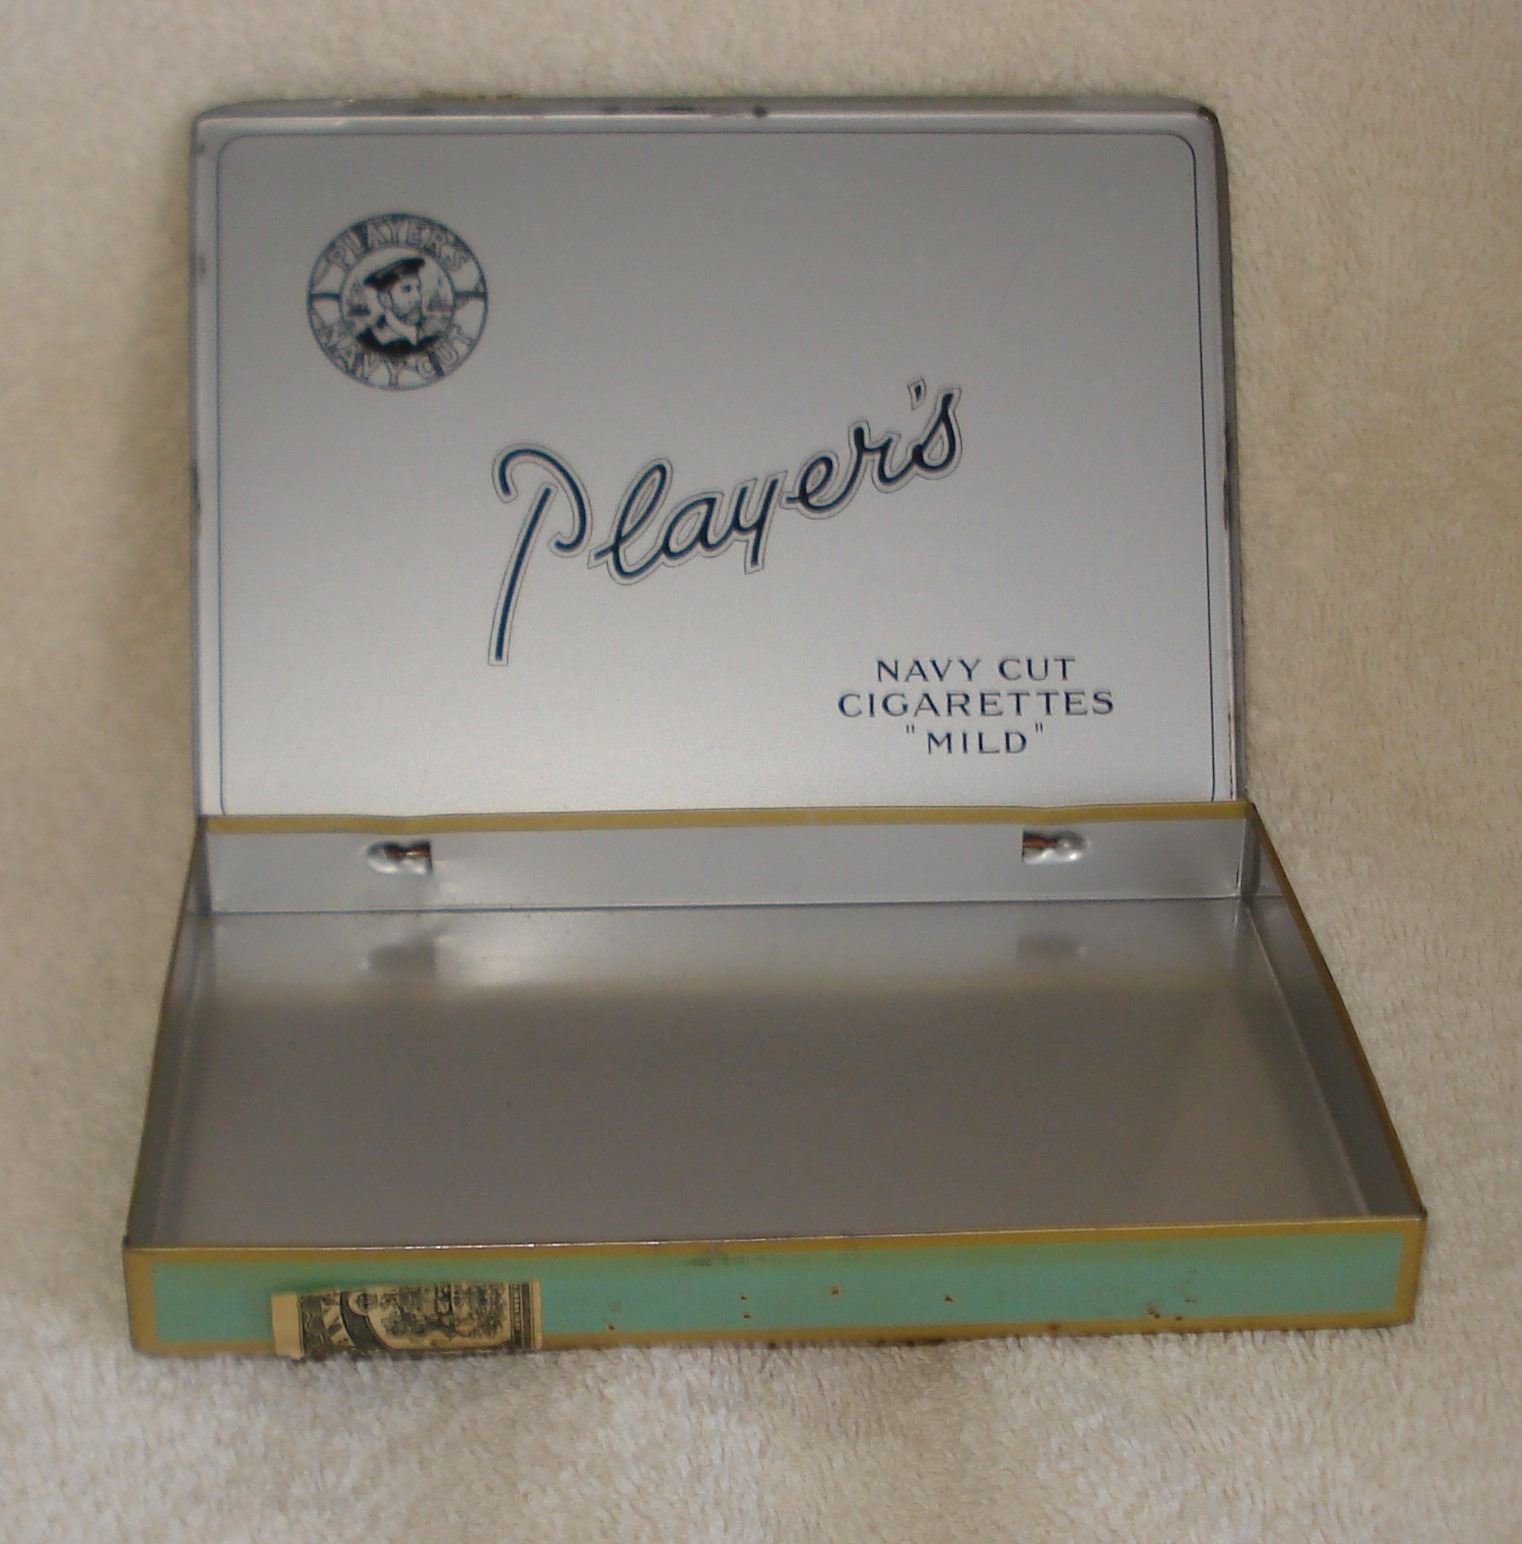 PLAYER'S
NAVY CUT
Player's
NAVY CUT
CIGARETTES
"MILD"